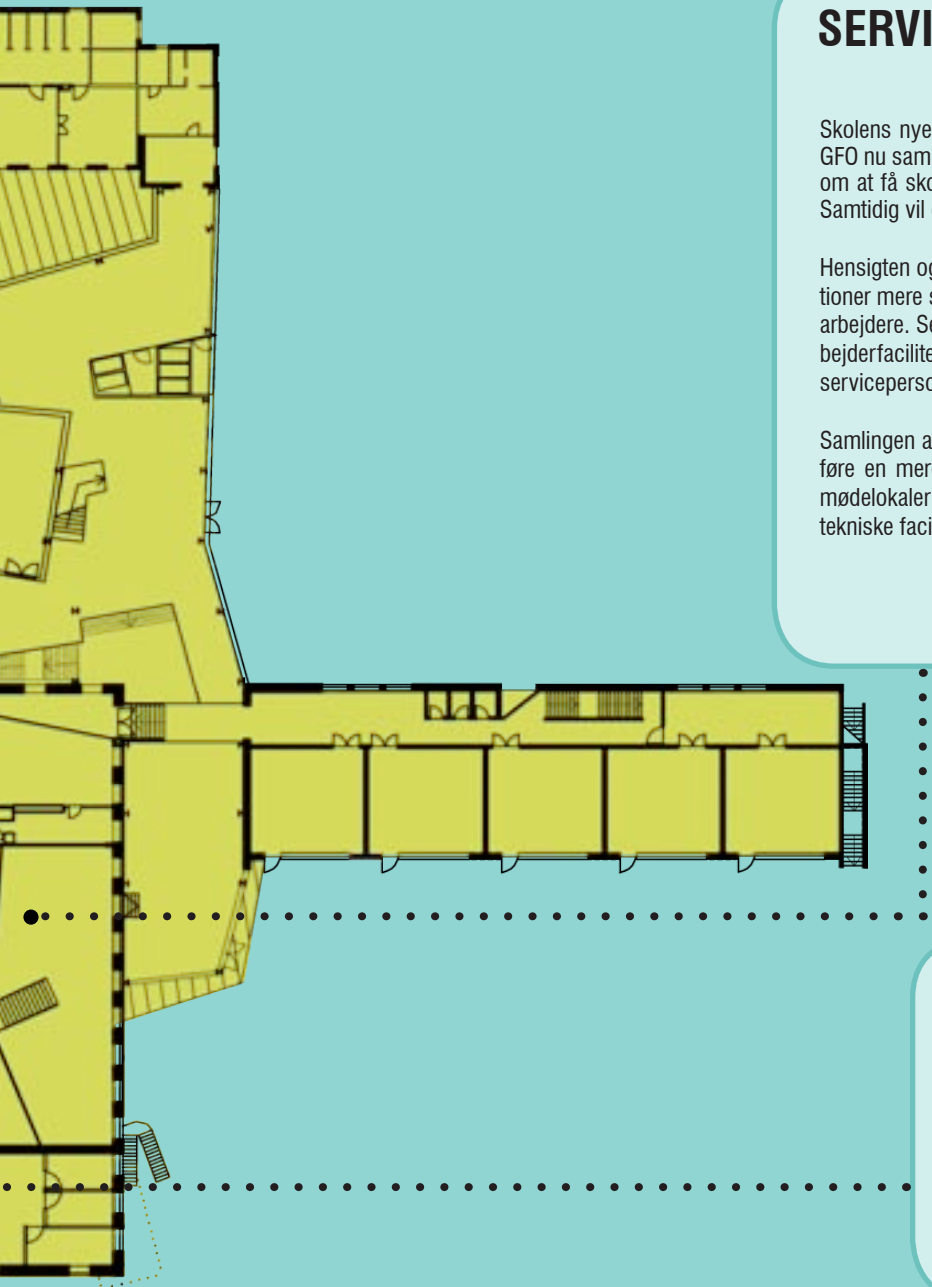 SERVI
Skolens nye
GFO nu sam
om at få sko
Samtidig vil
Hensigten og
tioner mere s
arbejdere. Se
bejderfacilite
serviceperso
Samlingen a
føre en mere
mødelokaler
tekniske faci